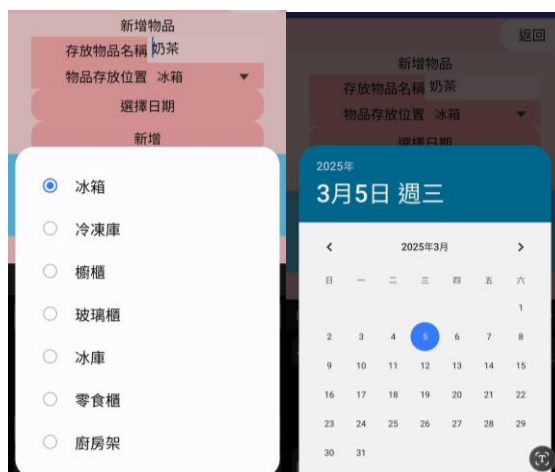 新增物品
存放物品名稱 奶茶
物品存放位置 冰箱
選擇日期
新增
冰箱
冷凍庫
櫥櫃
玻璃櫃
冰庫
零食櫃
廚房架
返回
新增物品
存放物品名稱 奶茶
物品存放位置 冰箱
選擇日期
2025年
3月5日 週三
2025年3月
日 一 二 三 四 五 六
1
2 3 4 5 6 7 8
9 10 11 12 13 14 15
16 17 18 19 20 21 22
23 24 25 26 27 28 29
30 31
T